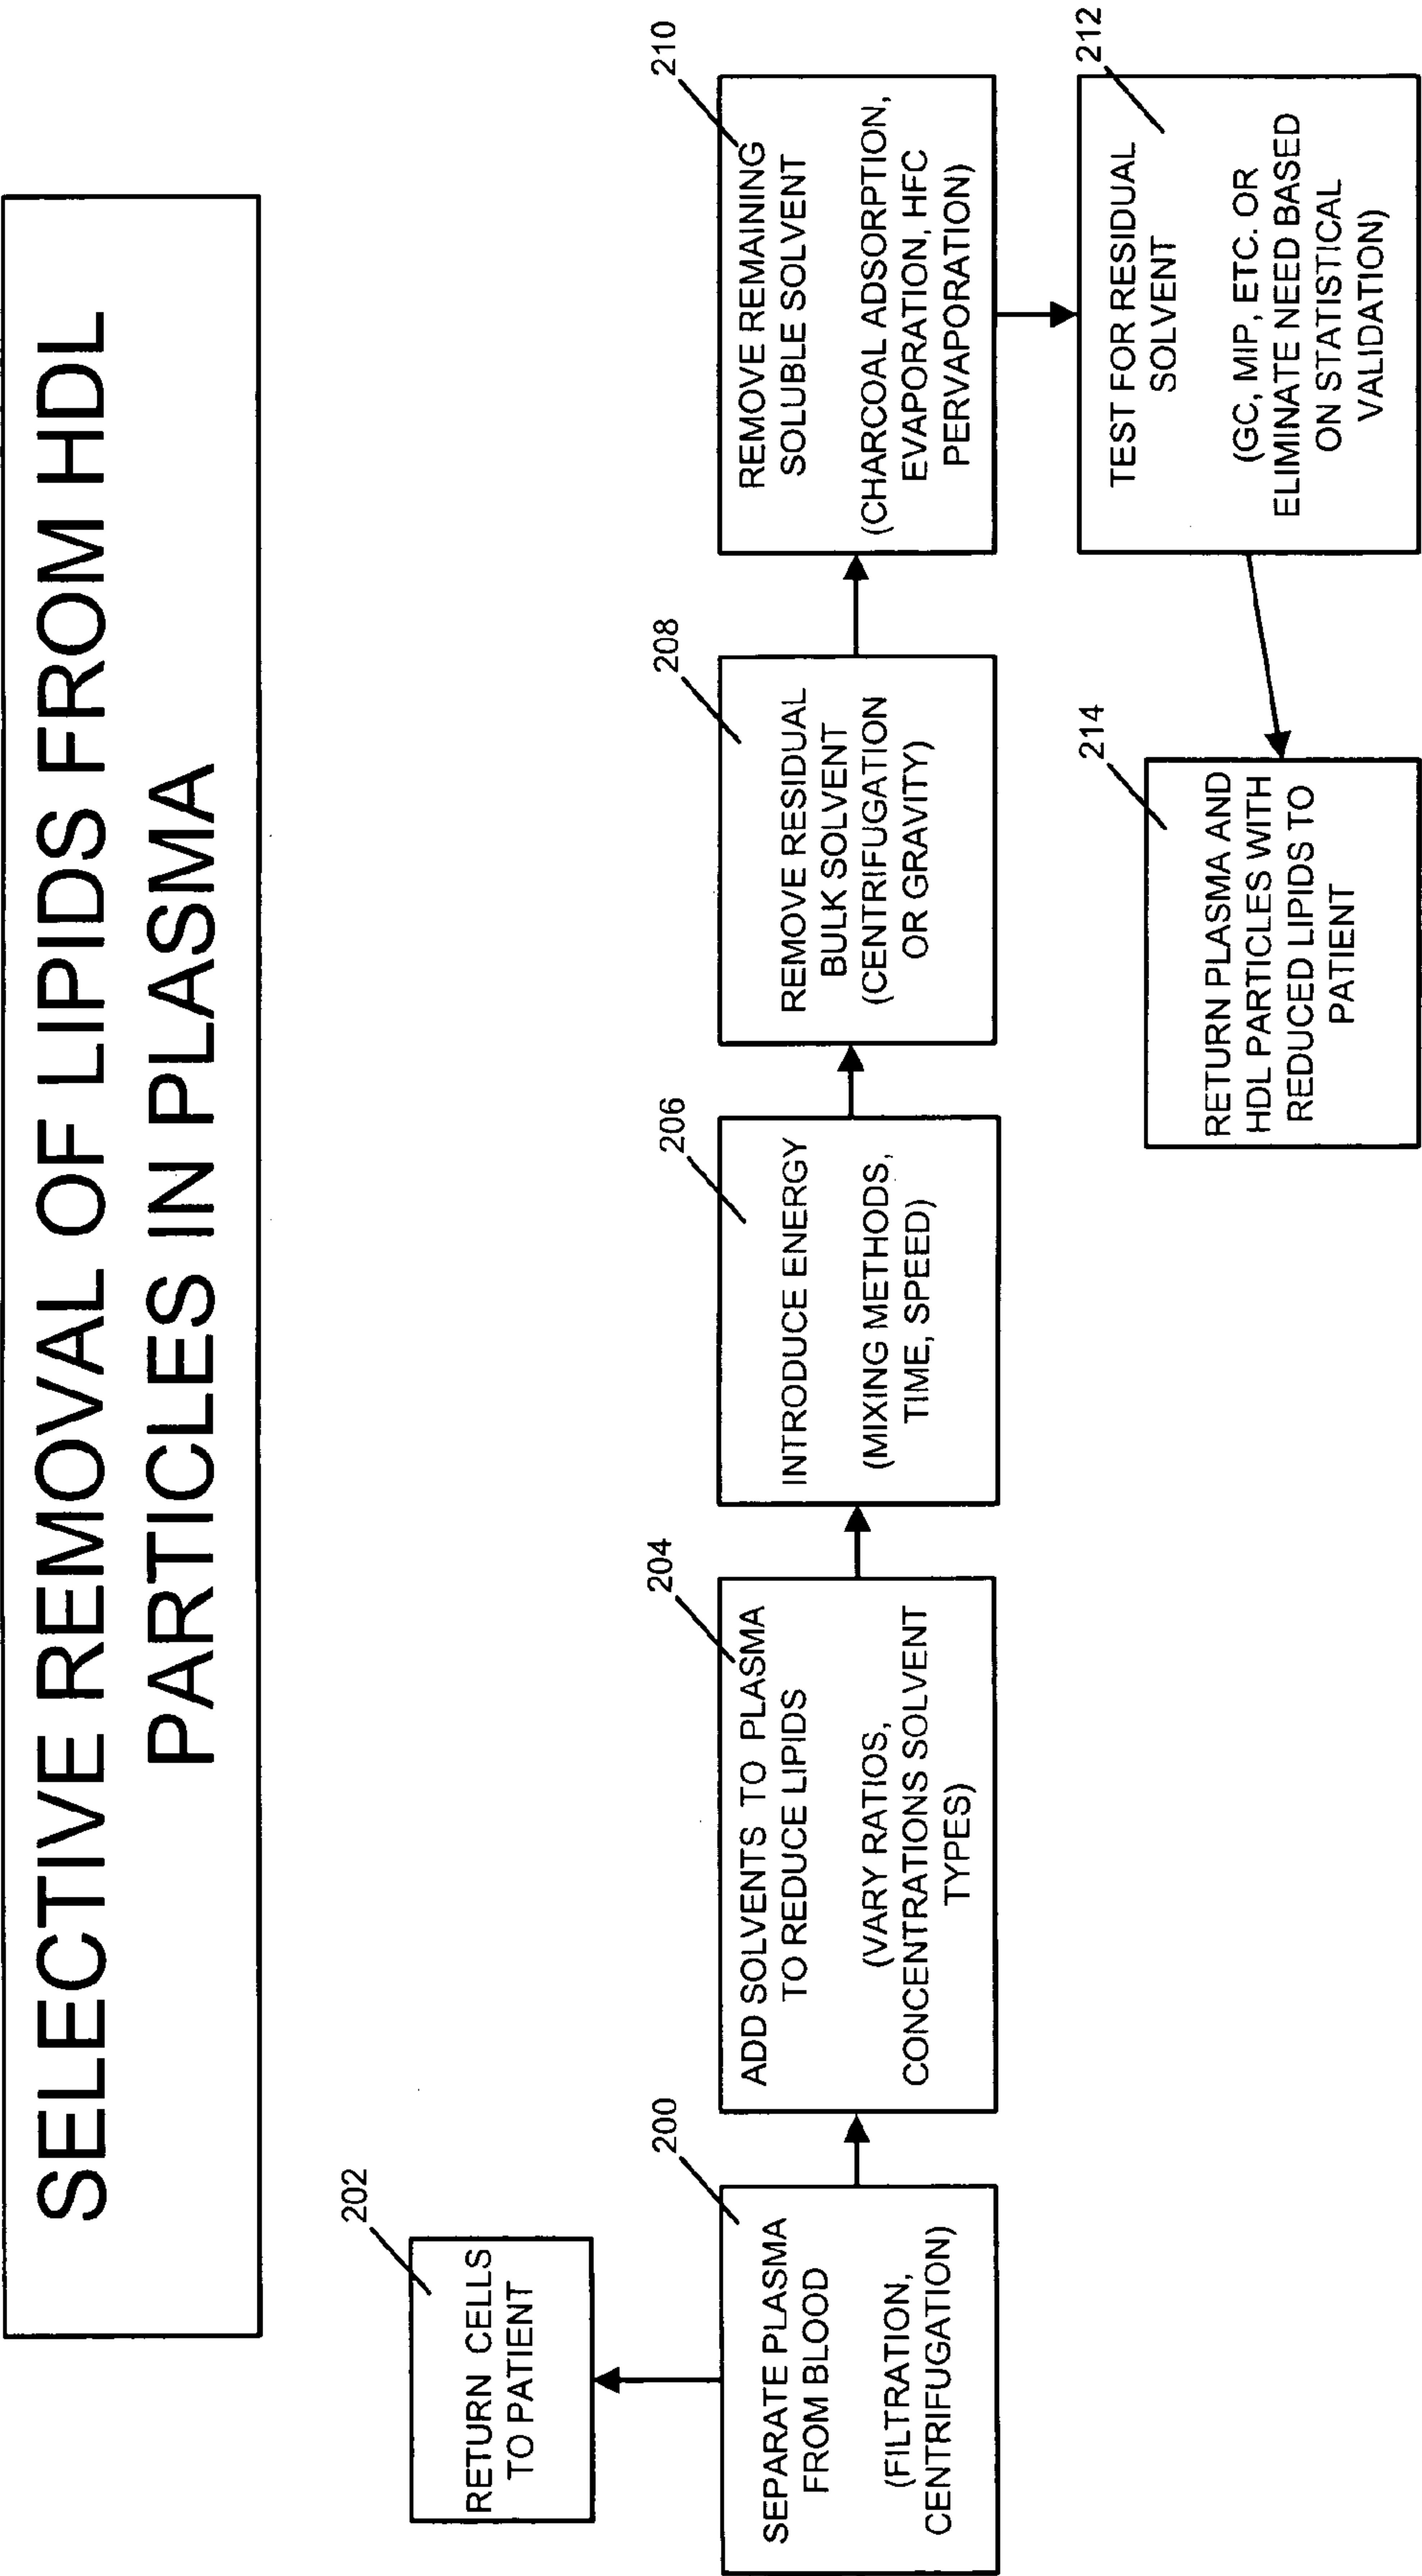 SELECTIVE REMOVAL OF LIPIDS FROM HDL
PARTICLES IN PLASMA
202
RETURN CELLS
TO PATIENT
200
SEPARATE PLASMA
FROM BLOOD
(FILTRATION,
CENTRIFUGATION)
204
ADD SOLVENTS TO PLASMA
TO REDUCE LIPIDS
(VARY RATIOS,
CONCENTRATIONS SOLVENT
TYPES)
206
INTRODUCE ENERGY
(MIXING METHODS,
TIME, SPEED)
208
REMOVE RESIDUAL
BULK SOLVENT
(CENTRIFUGATION
OR GRAVITY)
210
REMOVE REMAINING
SOLUBLE SOLVENT
(CHARCOAL ADSORPTION,
EVAPORATION, HFC
PERVAPORATION)
212
TEST FOR RESIDUAL
SOLVENT
(GC, MIP, ETC. OR
ELIMINATE NEED BASED
ON STATISTICAL
VALIDATION)
214
RETURN PLASMA AND
HDL PARTICLES WITH
REDUCED LIPIDS TO
PATIENT